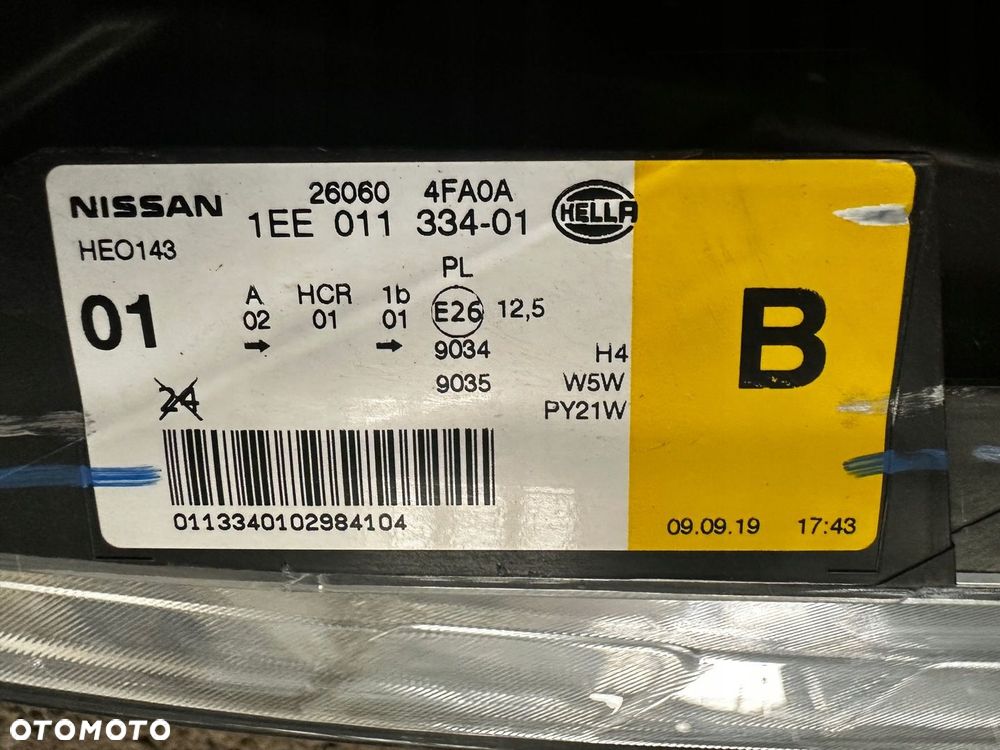 NISSAN 26060 4FA0A
1EE 011 334-01 HELLA
HEO143
PL
A HCR 1b
01 02 01 01 E26 12,5
9034 H4
9035 W5W
PY21W
24
B
0113340102984104
09.09.19 17:43
OTOMOTO